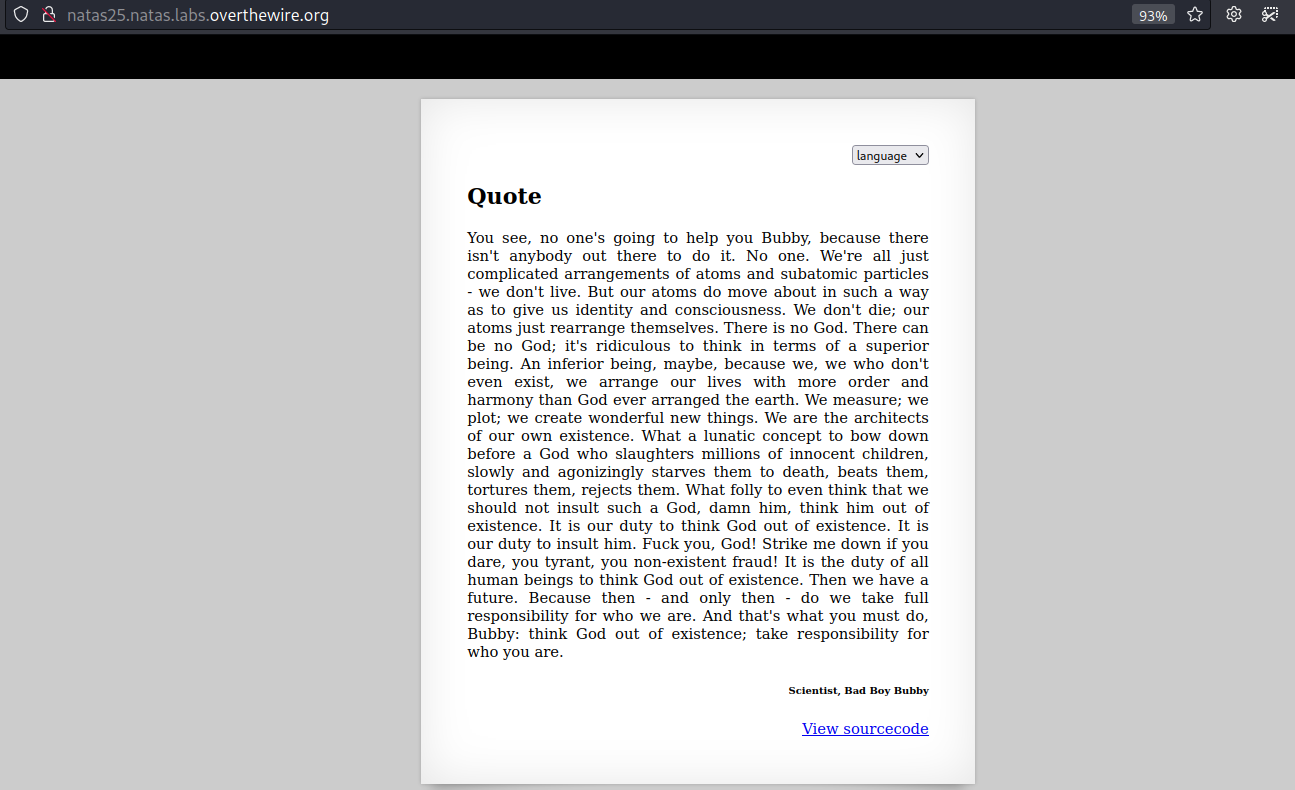 natas25.natas.labs.overthewire.org
93%
language
Quote
You see, no one's going to help you Bubby, because there
isn't anybody out there to do it. No one. We're all just
complicated arrangements of atoms and subatomic particles
- we don't live. But our atoms do move about in such a way
as to give us identity and consciousness. We don't die; our
atoms just rearrange themselves. There is no God. There can
be no God; it's ridiculous to think in terms of a superior
being. An inferior being, maybe, because we, we who don't
even exist, we arrange our lives with more order and
harmony than God ever arranged the earth. We measure; we
plot; we create wonderful new things. We are the architects
of our own existence. What a lunatic concept to bow down
before a God who slaughters millions of innocent children,
slowly and agonizingly starves them to death, beats them,
tortures them, rejects them. What folly to even think that we
should not insult such a God, damn him, think him out of
existence. It is our duty to think God out of existence. It is
our duty to insult him. Fuck you, God! Strike me down if you
dare, you tyrant, you non-existent fraud! It is the duty of all
human beings to think God out of existence. Then we have a
future. Because then - and only then - do we take full
responsibility for who we are. And that's what you must do,
Bubby: think God out of existence; take responsibility for
who you are.
Scientist, Bad Boy Bubby
View sourcecode